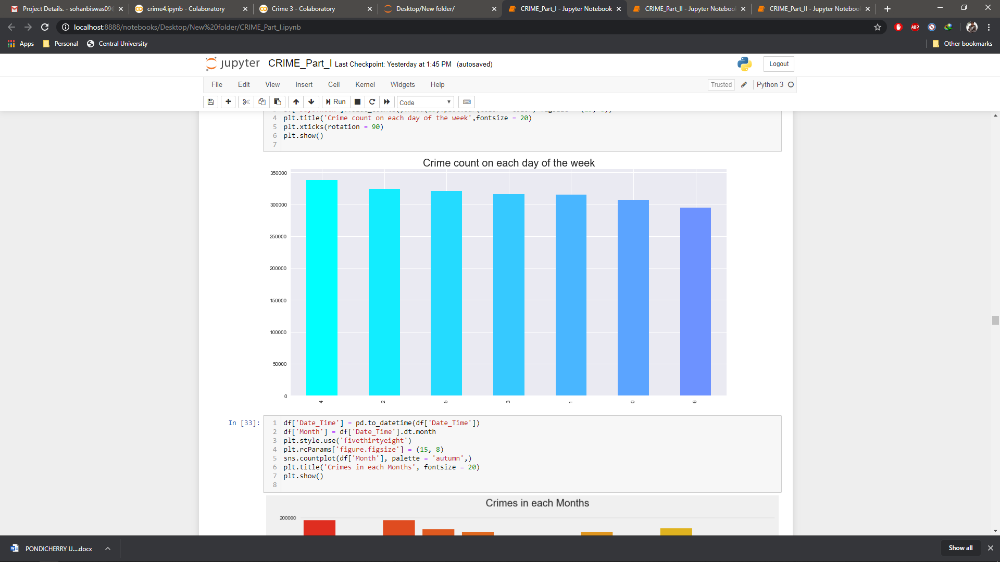 Project Details. - sohanbiswas09
crime4.ipynb - Colaboratory
Crime 3 - Colaboratory
Desktop/New folder/
CRIME_Part_I - Jupyter Notebook
CRIME_Part_II - Jupyter Noteboo
CRIME_Part_II - Jupyter Noteboo
localhost:8888/notebooks/Desktop/New%20folder/CRIME_Part_I.ipynb
ABP
Apps
Personal
Central University
Other bookmarks
jupyter CRIME_Part_I Last Checkpoint: Yesterday at 1:45 PM (autosaved)
Logout
File Edit View Insert Cell Kernel Widgets Help
Trusted
Python 3
Run
Code
4 plt.title('Crime count on each day of the week',fontsize = 20)
5 plt.xticks(rotation = 90)
6 plt.show()
7
Crime count on each day of the week
350000
300000
250000
200000
150000
100000
50000
0
4 2 5 3 1 0 6
In [33]:
1 df['Date_Time'] = pd.to_datetime(df['Date_Time'])
2 df['Month'] = df['Date_Time'].dt.month
3 plt.style.use('fivethirtyeight')
4 plt.rcParams['figure.figsize'] = (15, 8)
5 sns.countplot(df['Month'], palette = 'autumn',)
6 plt.title('Crimes in each Months', fontsize = 20)
7 plt.show()
8
Crimes in each Months
200000
PONDICHERRY U....docx
Show all